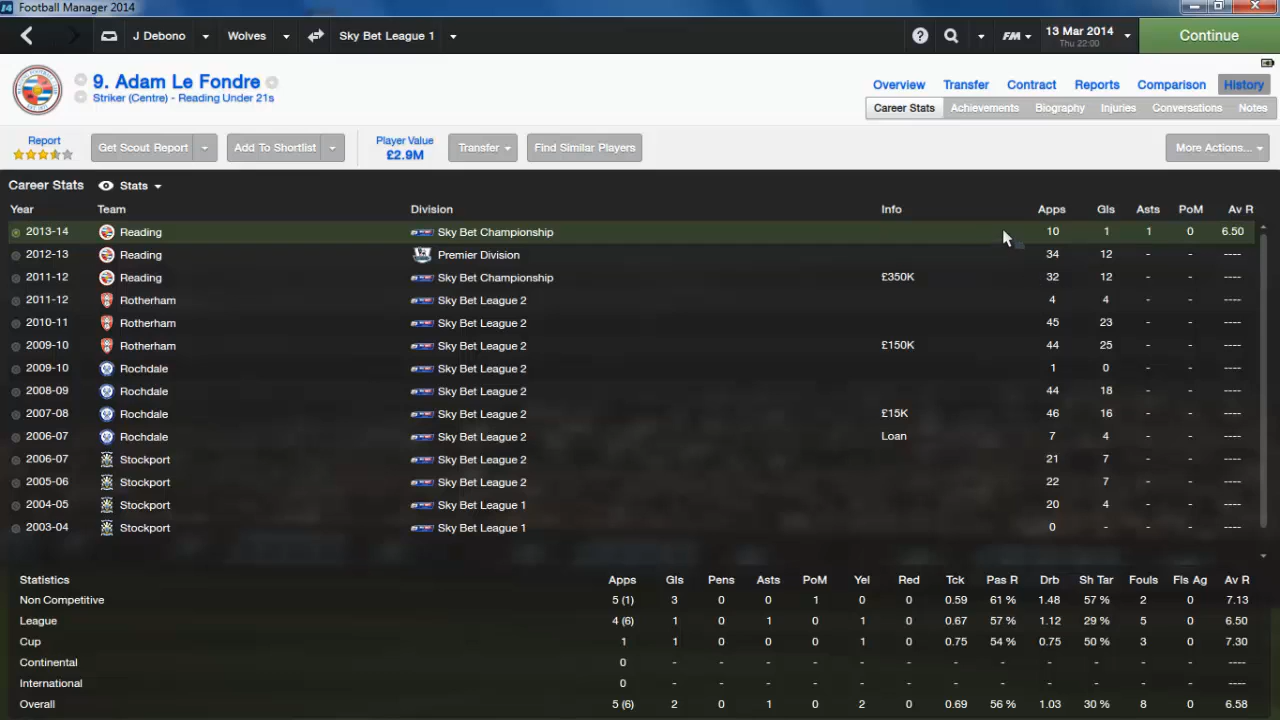 Football Manager 2014
J Debono Wolves Sky Bet League 1 ? FM 13 Mar 2014 Continue
Thu 22:00
9. Adam Le Fondre Overview Transfer Contract Reports Comparison History
Striker (Centre) - Reading Under 21s Career Stats Achievements Biography Injuries Conversations Notes
Report Get Scout Report Add To Shortlist Player Value Transfer Find Similar Players More Actions...
£2.9M
Career Stats Stats
Year Team Division Info Apps Gls Asts PoM Av R
2013-14 Reading Sky Bet Championship 10 1 1 0 6.50
2012-13 Reading Premier Division 34 12 - - ----
2011-12 Reading Sky Bet Championship £350K 32 12 - - ----
2011-12 Rotherham Sky Bet League 2 4 4 - - ----
2010-11 Rotherham Sky Bet League 2 45 23 - - ----
2009-10 Rotherham Sky Bet League 2 £150K 44 25 - - ----
2009-10 Rochdale Sky Bet League 2 1 0 - - ----
2008-09 Rochdale Sky Bet League 2 44 18 - - ----
2007-08 Rochdale Sky Bet League 2 £15K 46 16 - - ----
2006-07 Rochdale Sky Bet League 2 Loan 7 4 - - ----
2006-07 Stockport Sky Bet League 2 21 7 - - ----
2005-06 Stockport Sky Bet League 2 22 7 - - ----
2004-05 Stockport Sky Bet League 1 20 4 - - ----
2003-04 Stockport Sky Bet League 1 0 - - - ----
Statistics Apps Gls Pens Asts PoM Yel Red Tck Pas R Drb Sh Tar Fouls Fls Ag Av R
Non Competitive 5 (1) 3 0 0 1 0 0 0.59 61 % 1.48 57 % 2 0 7.13
League 4 (6) 1 0 1 0 1 0 0.67 57 % 1.12 29 % 5 0 6.50
Cup 1 1 0 0 0 1 0 0.75 54 % 0.75 50 % 3 0 7.30
Continental 0 - - - - - - - - - - - - ----
International 0 - - - - - - - - - - - - ----
Overall 5 (6) 2 0 1 0 2 0 0.69 56 % 1.03 30 % 8 0 6.58